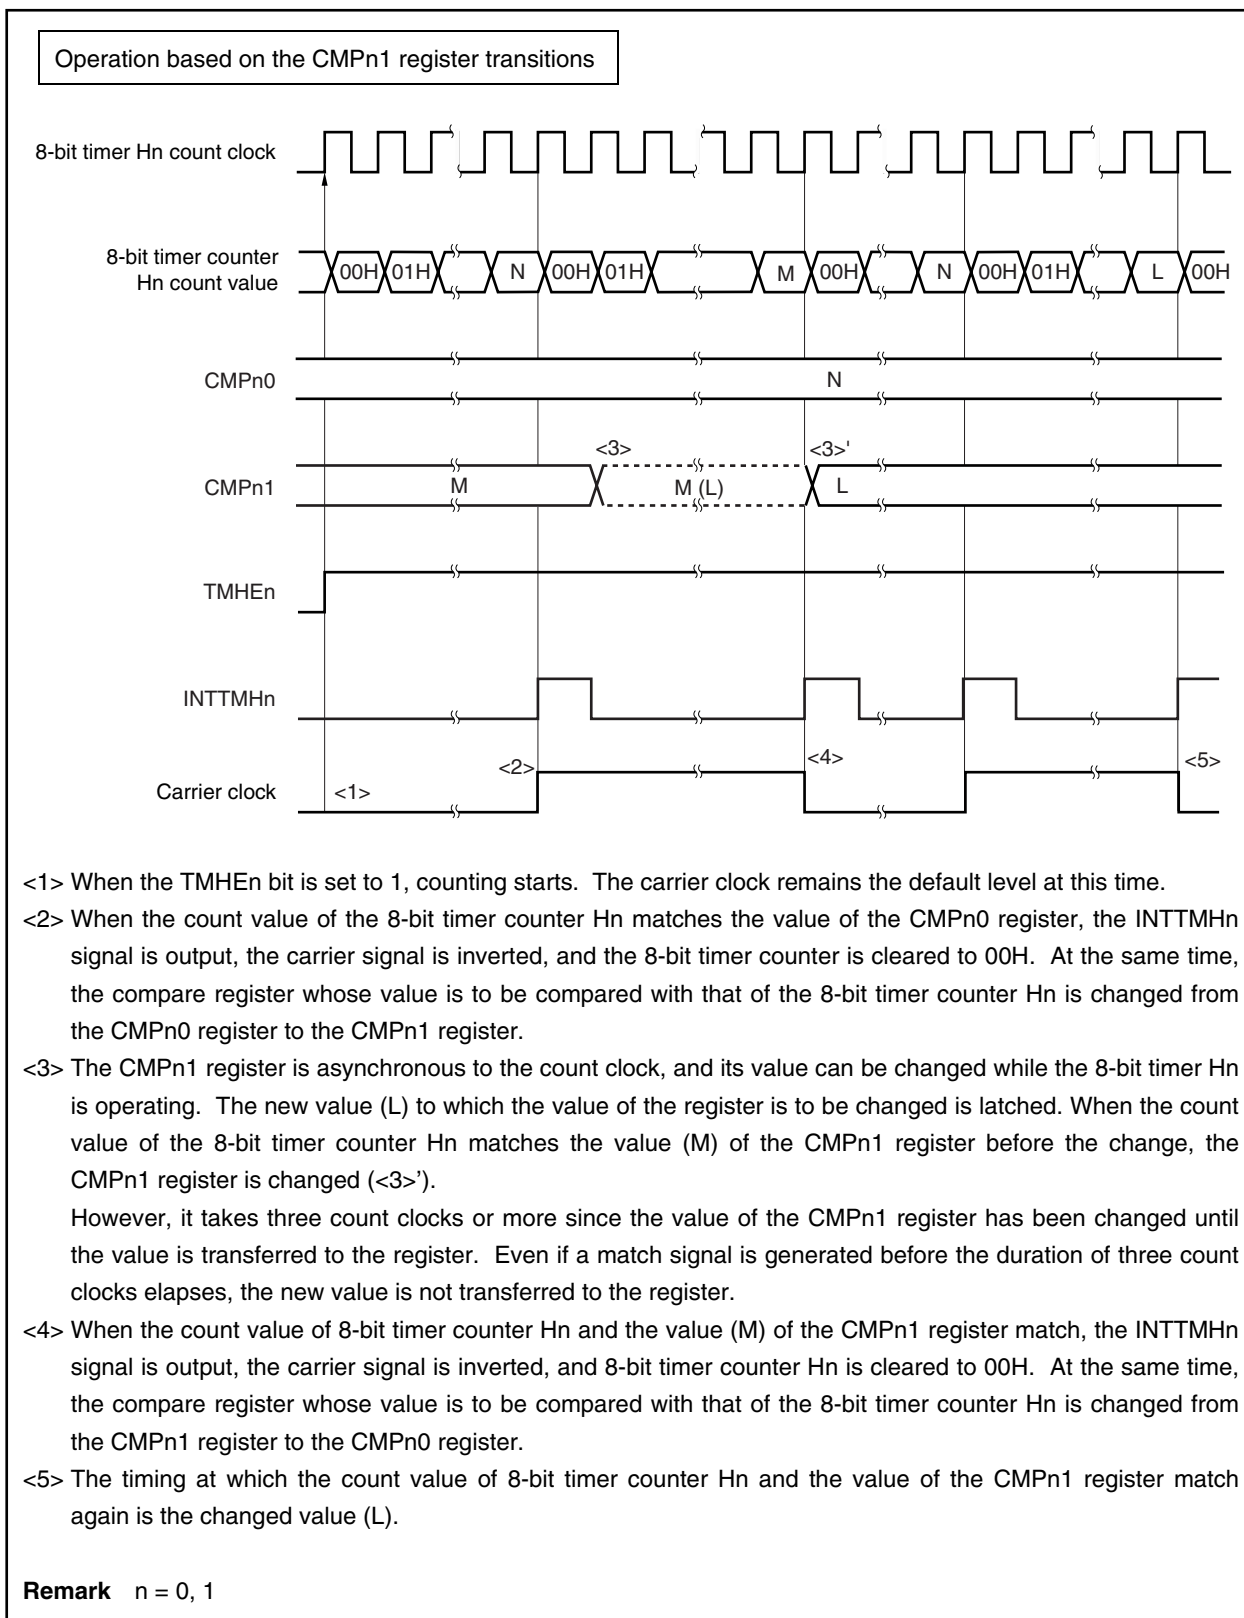 Operation based on the CMPn1 register transitions
8-bit timer Hn count clock
8-bit timer counter
Hn count value
00H 01H N 00H 01H M 00H N 00H 01H L 00H
CMPn0
N
<3> <3>'
CMPn1
M M (L) L
TMHEn
INTTMHn
<2> <4> <5>
Carrier clock
<1>
<1> When the TMHEn bit is set to 1, counting starts. The carrier clock remains the default level at this time.
<2> When the count value of the 8-bit timer counter Hn matches the value of the CMPn0 register, the INTTMHn
signal is output, the carrier signal is inverted, and the 8-bit timer counter is cleared to 00H. At the same time,
the compare register whose value is to be compared with that of the 8-bit timer counter Hn is changed from
the CMPn0 register to the CMPn1 register.
<3> The CMPn1 register is asynchronous to the count clock, and its value can be changed while the 8-bit timer Hn
is operating. The new value (L) to which the value of the register is to be changed is latched. When the count
value of the 8-bit timer counter Hn matches the value (M) of the CMPn1 register before the change, the
CMPn1 register is changed (<3>’).
However, it takes three count clocks or more since the value of the CMPn1 register has been changed until
the value is transferred to the register. Even if a match signal is generated before the duration of three count
clocks elapses, the new value is not transferred to the register.
<4> When the count value of 8-bit timer counter Hn and the value (M) of the CMPn1 register match, the INTTMHn
signal is output, the carrier signal is inverted, and 8-bit timer counter Hn is cleared to 00H. At the same time,
the compare register whose value is to be compared with that of the 8-bit timer counter Hn is changed from
the CMPn1 register to the CMPn0 register.
<5> The timing at which the count value of 8-bit timer counter Hn and the value of the CMPn1 register match
again is the changed value (L).
Remark n = 0, 1